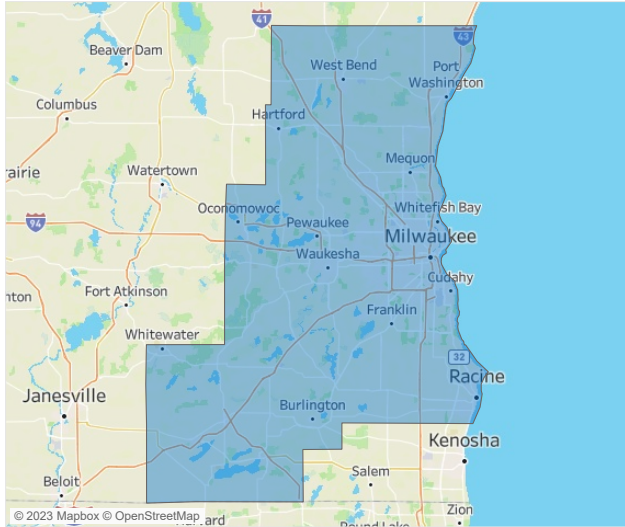 41
43
Beaver Dam
West Bend
Port
Washington
Columbus
Hartford
rairie
Watertown
Mequon
Oconomowoc
Whitefish Bay
94
Pewaukee
Milwaukee
Waukesha
Cudahy
nton
Fort Atkinson
Franklin
Whitewater
32
Janesville
Racine
Burlington
Kenosha
Salem
Beloit
Zion
© 2023 Mapbox © OpenStreetMap